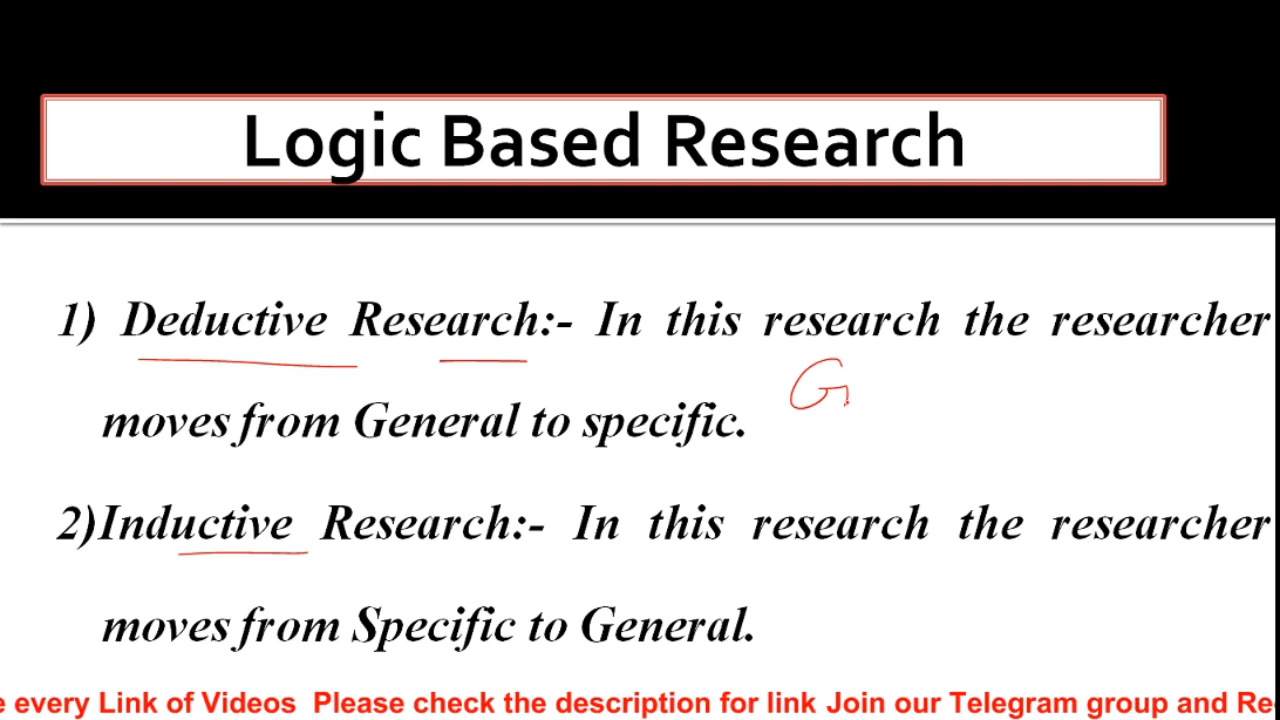 Logic Based Research
1) Deductive Research:- In this research the researcher
G
moves from General to specific.
2)Inductive Research:- In this research the researcher
moves from Specific to General.
every Link of Videos Please check the description for link Join our Telegram group and